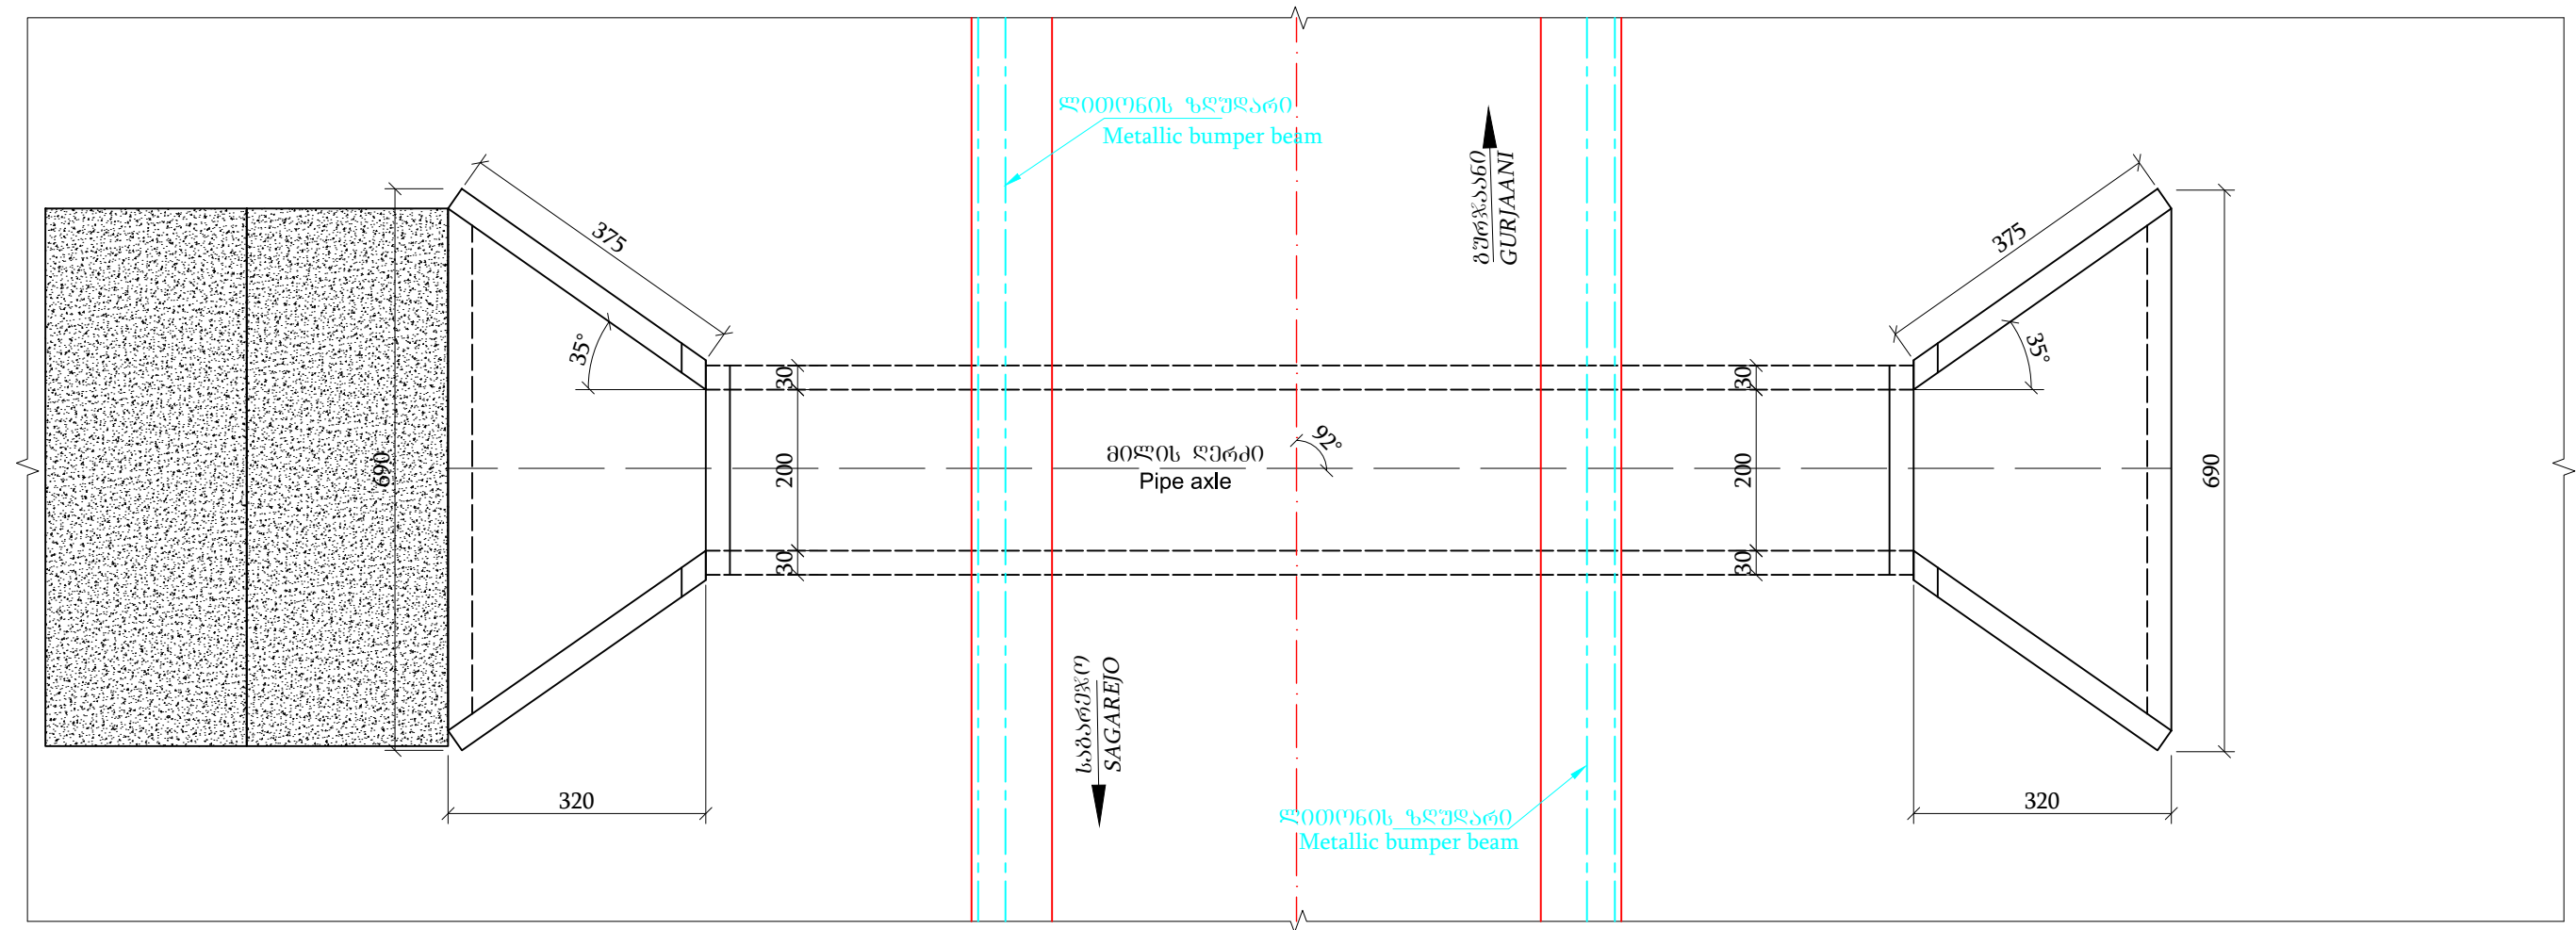 ლითონის ზღუდარი
Metallic bumper beam
გურჯაანი
GURJAANI
375
375
35°
35°
30
30
92°
მილის ღერძი
Pipe axle
690
200
200
690
30
30
საგარეჯო
SAGAREJO
320
320
ლითონის ზღუდარი
Metallic bumper beam